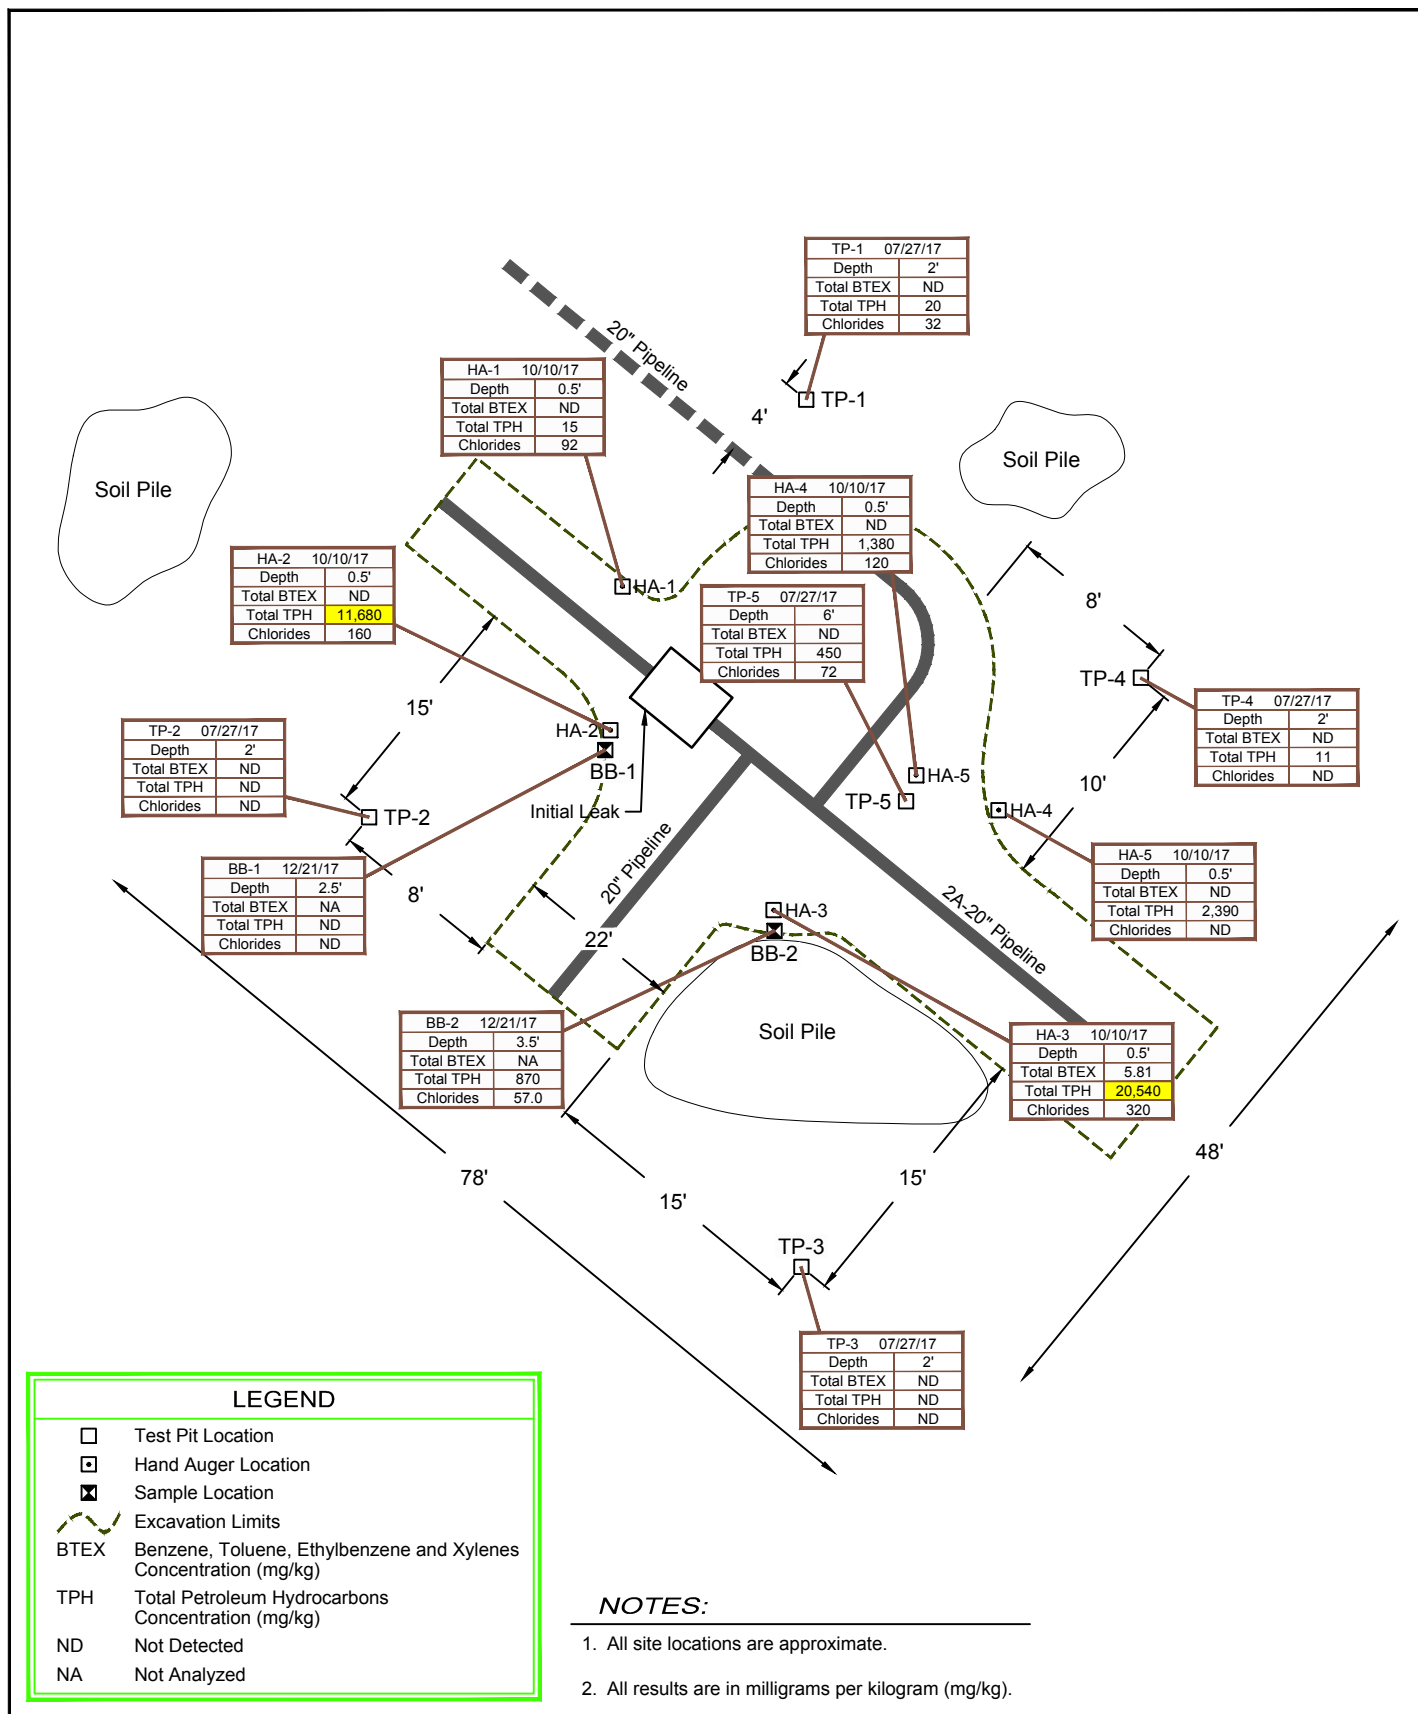 TP-1 07/27/17
Depth 2'
Total BTEX ND
Total TPH 20
Chlorides 32
20" Pipeline
HA-1 10/10/17
Depth 0.5'
Total BTEX ND
Total TPH 15
Chlorides 92
4'
TP-1
Soil Pile
Soil Pile
HA-4 10/10/17
Depth 0.5'
Total BTEX ND
Total TPH 1,380
Chlorides 120
HA-2 10/10/17
Depth 0.5'
Total BTEX ND
Total TPH 11,680
Chlorides 160
HA-1
TP-5 07/27/17
Depth 6'
Total BTEX ND
Total TPH 450
Chlorides 72
8'
TP-4
TP-4 07/27/17
Depth 2'
Total BTEX ND
Total TPH 11
Chlorides ND
15'
TP-2 07/27/17
Depth 2'
Total BTEX ND
Total TPH ND
Chlorides ND
HA-2
BB-1
HA-5
TP-5
10'
HA-4
Initial Leak
TP-2
20" Pipeline
HA-5 10/10/17
Depth 0.5'
Total BTEX ND
Total TPH 2,390
Chlorides ND
BB-1 12/21/17
Depth 2.5'
Total BTEX NA
Total TPH ND
Chlorides ND
8'
22'
HA-3
BB-2
2A-20" Pipeline
Soil Pile
BB-2 12/21/17
Depth 3.5'
Total BTEX NA
Total TPH 870
Chlorides 57.0
HA-3 10/10/17
Depth 0.5'
Total BTEX 5.81
Total TPH 20,540
Chlorides 320
78'
15'
15'
48'
TP-3
TP-3 07/27/17
Depth 2'
Total BTEX ND
Total TPH ND
Chlorides ND
LEGEND
Test Pit Location
Hand Auger Location
Sample Location
Excavation Limits
BTEX Benzene, Toluene, Ethylbenzene and Xylenes
Concentration (mg/kg)
TPH Total Petroleum Hydrocarbons
Concentration (mg/kg)
ND Not Detected
NA Not Analyzed
NOTES:
1. All site locations are approximate.
2. All results are in milligrams per kilogram (mg/kg).